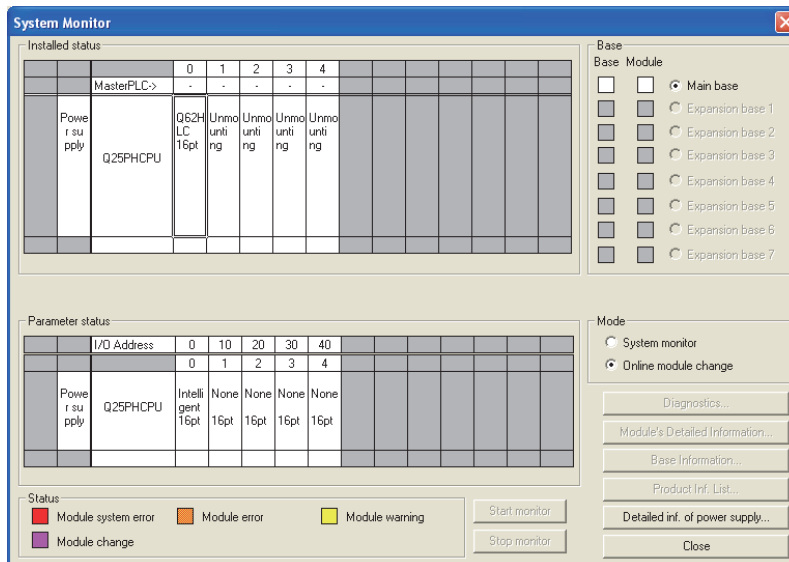 System Monitor
Installed status
0 1 2 3 4
MasterPLC-> - - - - -
Powe
r su
pply
Q25PHCPU
Q62H
LC
16pt
Unmo
unti
ng
Unmo
unti
ng
Unmo
unti
ng
Unmo
unti
ng
Base
Base Module
Main base
Expansion base 1
Expansion base 2
Expansion base 3
Expansion base 4
Expansion base 5
Expansion base 6
Expansion base 7
Parameter status
I/O Address 0 10 20 30 40
0 1 2 3 4
Powe
r su
pply
Q25PHCPU
Intelli
gent
16pt
None
16pt
None
16pt
None
16pt
None
16pt
Mode
System monitor
Online module change
Diagnostics...
Module's Detailed Information...
Base Information...
Product Inf. List...
Detailed inf. of power supply...
Close
Status
Module system error
Module error
Module warning
Module change
Start monitor
Stop monitor